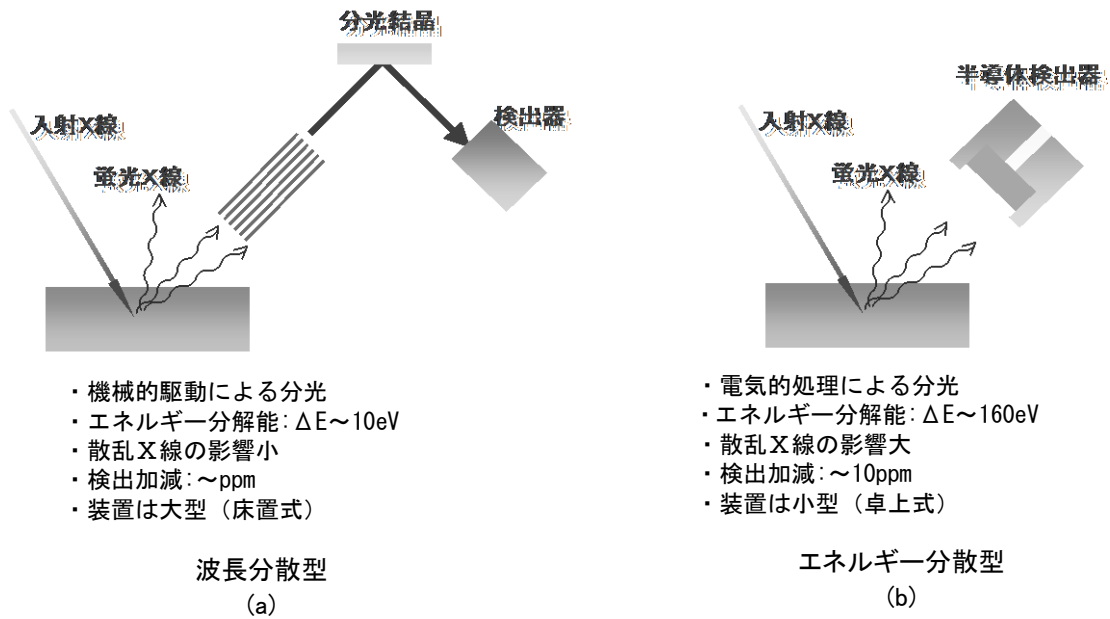 分光結晶
入射X線
検出器
蛍光X線
・機械的駆動による分光
・エネルギー分解能：ΔE～10eV
・散乱Ｘ線の影響小
・検出加減：～ppm
・装置は大型（床置式）
波長分散型
(a)
半導体検出器
入射X線
蛍光X線
・電気的処理による分光
・エネルギー分解能：ΔE～160eV
・散乱Ｘ線の影響大
・検出加減：～10ppm
・装置は小型（卓上式）
エネルギー分散型
(b)